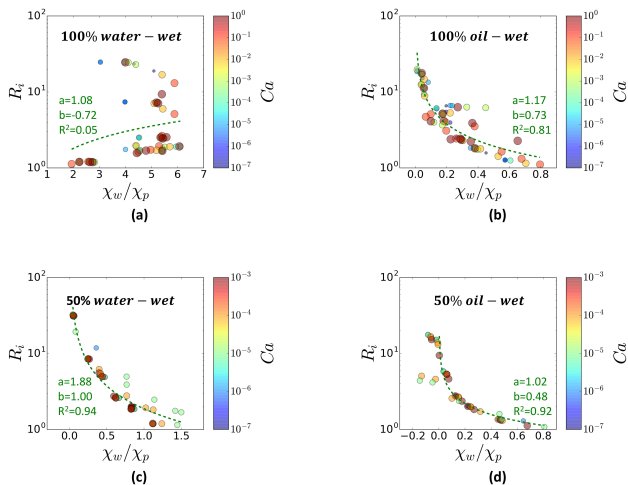 100% water − wet
10²
10¹
10⁰
R_i
a=1.08
b=-0.72
R²=0.05
1 2 3 4 5 6 7
χ_w/χ_p
10⁰
10⁻¹
10⁻²
10⁻³
10⁻⁴
10⁻⁵
10⁻⁶
10⁻⁷
Ca
(a)
100% oil − wet
10²
10¹
10⁰
R_i
a=1.17
b=0.73
R²=0.81
0.0 0.2 0.4 0.6 0.8
χ_w/χ_p
10⁰
10⁻¹
10⁻²
10⁻³
10⁻⁴
10⁻⁵
10⁻⁶
10⁻⁷
Ca
(b)
50% water − wet
10²
10¹
10⁰
R_i
a=1.88
b=1.00
R²=0.94
0.0 0.5 1.0 1.5
χ_w/χ_p
10⁻³
10⁻⁴
10⁻⁵
10⁻⁶
10⁻⁷
Ca
(c)
50% oil − wet
10²
10¹
10⁰
R_i
a=1.02
b=0.48
R²=0.92
−0.2 0.0 0.2 0.4 0.6 0.8
χ_w/χ_p
10⁻³
10⁻⁴
10⁻⁵
10⁻⁶
10⁻⁷
Ca
(d)